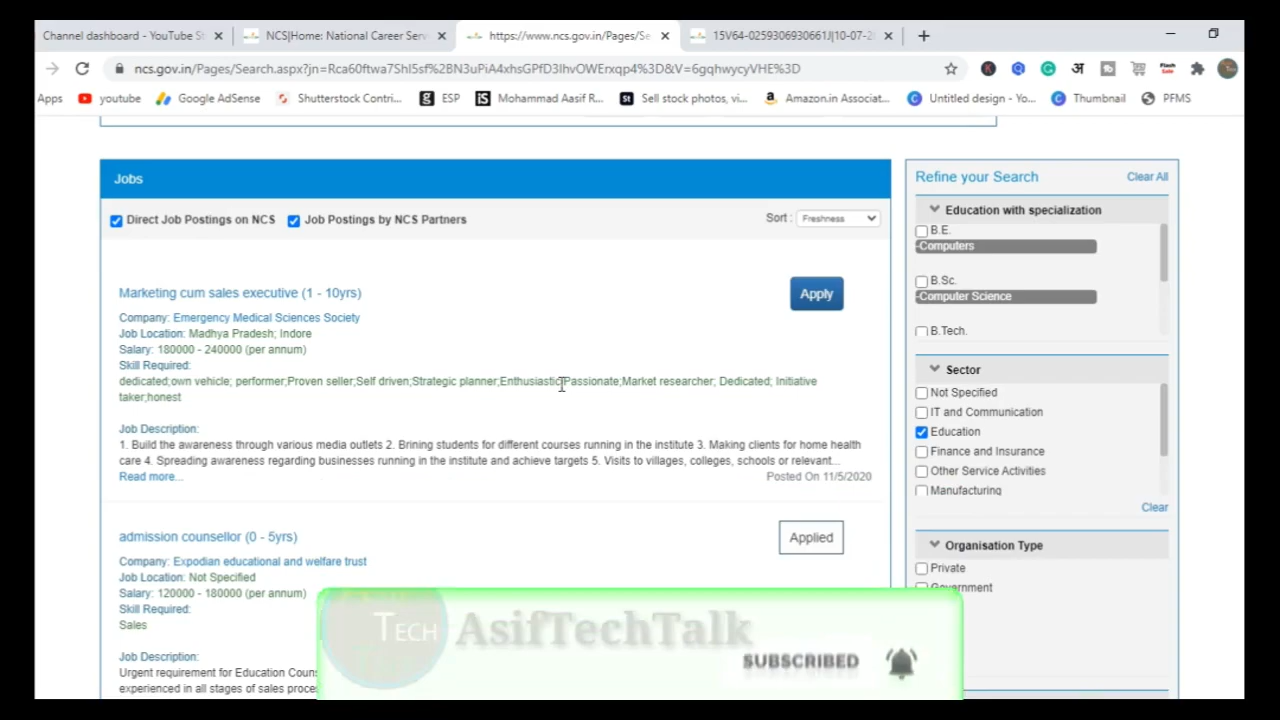 Channel dashboard - YouTube St
NCS|Home: National Career Serv
https://www.ncs.gov.in/Pages/Se
15V64-0259306930661J|10-07-2
ncs.gov.in/Pages/Search.aspx?jn=Rca60ftwa7ShI5sf%2BN3uPiA4xhsGPfD3IhvOWErxqp4%3D&V=6gqhwycyVHE%3D
Apps youtube Google AdSense Shutterstock Contri... ESP Mohammad Aasif R... Sell stock photos, vi... Amazon.in Associat... Untitled design - Yo... Thumbnail PFMS
Jobs
Direct Job Postings on NCS Job Postings by NCS Partners Sort : Freshness
Marketing cum sales executive (1 - 10yrs) Apply
Company: Emergency Medical Sciences Society
Job Location: Madhya Pradesh; Indore
Salary: 180000 - 240000 (per annum)
Skill Required:
dedicated;own vehicle; performer;Proven seller;Self driven;Strategic planner;Enthusiastic;Passionate;Market researcher; Dedicated; Initiative
taker;honest
Job Description:
1. Build the awareness through various media outlets 2. Brining students for different courses running in the institute 3. Making clients for home health
care 4. Spreading awareness regarding businesses running in the institute and achieve targets 5. Visits to villages, colleges, schools or relevant...
Read more... Posted On 11/5/2020
admission counsellor (0 - 5yrs) Applied
Company: Expodian educational and welfare trust
Job Location: Not Specified
Salary: 120000 - 180000 (per annum)
Skill Required:
Sales
Job Description:
Urgent requirement for Education Couns
experienced in all stages of sales proce
Refine your Search Clear All
Education with specialization
B.E.
-Computers
B.Sc.
-Computer Science
B.Tech.
Sector
Not Specified
IT and Communication
Education
Finance and Insurance
Other Service Activities
Manufacturing
Clear
Organisation Type
Private
Government
TECH AsifTechTalk
SUBSCRIBED